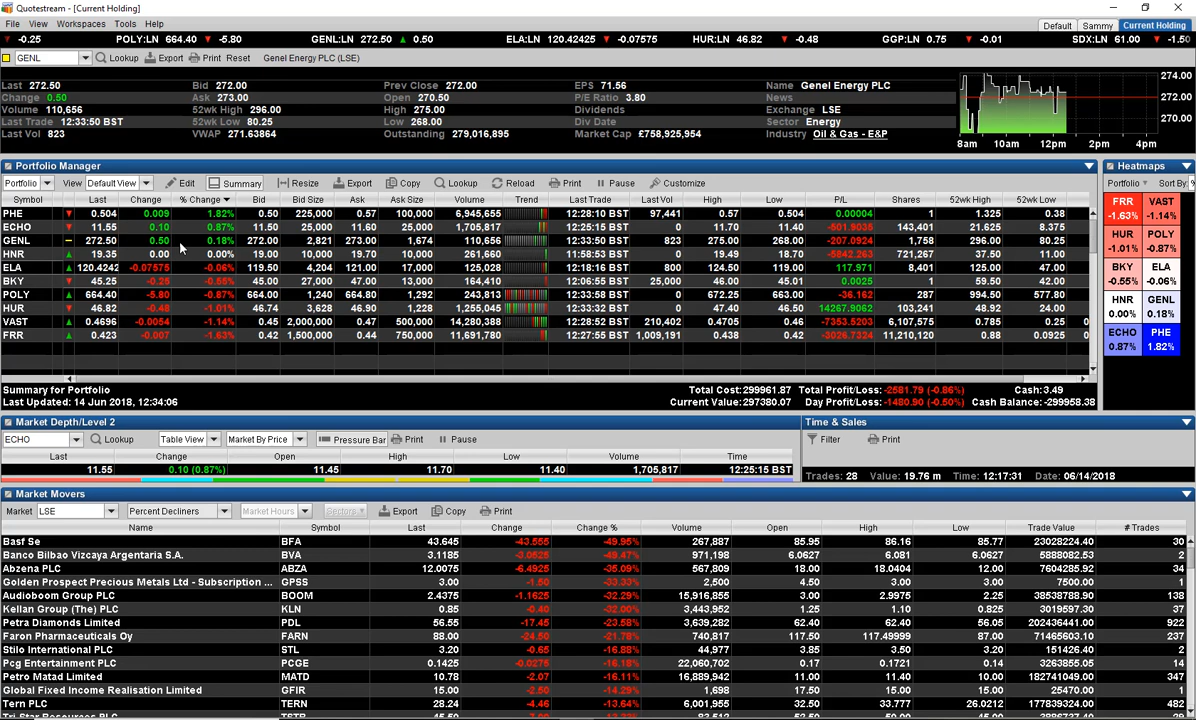 Quotestream - [Current Holding]
File View Workspaces Tools Help
Default Sammy Current Holding
-0.25 POLY:LN 664.40 -5.80 GENL:LN 272.50 0.50 ELA:LN 120.42425 -0.07575 HUR:LN 46.82 -0.48 GGP:LN 0.75 -0.01 SDX:LN 61.00 -1.50
GENL Lookup Export Print Reset Genel Energy PLC (LSE)
Last 272.50 Bid 272.00 Prev Close 272.00 EPS 71.56 Name Genel Energy PLC
Change 0.50 Ask 273.00 Open 270.50 P/E Ratio 3.80 News
Volume 110,656 52wk High 296.00 High 275.00 Dividends Exchange LSE
Last Trade 12:33:50 BST 52wk Low 80.25 Low 268.00 Div Date Sector Energy
Last Vol 823 VWAP 271.63864 Outstanding 279,016,895 Market Cap £758,925,954 Industry Oil & Gas - E&P
274.00
272.00
270.00
8am 10am 12pm 2pm 4pm
Portfolio Manager
Portfolio View Default View Edit Summary Resize Export Copy Lookup Reload Print Pause Customize
Symbol Last Change % Change Bid Bid Size Ask Ask Size Volume Trend Last Trade Last Vol High Low P/L Shares 52wk High 52wk Low
PHE 0.504 0.009 1.82% 0.50 225,000 0.57 100,000 6,945,655 12:28:10 BST 97,441 0.57 0.504 0.00004 1 1.325 0.38
ECHO 11.55 0.10 0.87% 11.50 25,000 11.60 25,000 1,705,817 12:25:15 BST 11.70 11.40 -501.9035 143,401 21.625 8.375
GENL 272.50 0.50 0.18% 272.00 2,821 273.00 1,674 110,656 12:33:50 BST 823 275.00 268.00 -207.0924 1,758 296.00 80.25
HNR 19.35 0.00 0.00% 19.00 10,000 19.70 10,000 261,660 11:58:53 BST 19.49 18.70 -5842.263 721,267 37.50 11.00
ELA 120.4242 -0.07575 -0.06% 119.50 4,204 121.00 17,000 125,028 12:18:16 BST 800 124.50 119.00 117.971 8,401 125.00 47.00
BKY 45.25 -0.25 -0.55% 45.00 27,000 47.00 13,000 164,410 12:06:55 BST 25,000 46.00 45.01 0.0025 1 59.50 42.00
POLY 664.40 -5.80 -0.87% 664.00 1,240 664.80 1,292 243,813 12:33:58 BST 672.25 663.00 -36.162 287 994.50 577.80
HUR 46.82 -0.48 -1.01% 46.74 3,628 46.90 1,228 1,255,045 12:33:32 BST 47.40 46.50 14267.9062 103,241 48.92 24.00
VAST 0.4696 -0.0054 -1.14% 0.45 2,000,000 0.47 500,000 14,280,388 12:28:52 BST 210,402 0.4705 0.46 -7353.5203 6,107,575 0.785 0.25 0
FRR 0.423 -0.007 -1.63% 0.42 1,500,000 0.44 750,000 11,691,780 12:27:55 BST 1,009,191 0.438 0.42 -3026.7324 11,210,120 0.88 0.0925 0
Summary for Portfolio Total Cost:299961.87 Total Profit/Loss:-2581.79 (-0.86%) Cash:3.49
Last Updated: 14 Jun 2018, 12:34:06 Current Value:297380.07 Day Profit/Loss:-1480.90 (-0.50%) Cash Balance:-299958.38
Heatmaps
Portfolio Sort By:
FRR -1.63% VAST -1.14%
HUR -1.01% POLY -0.87%
BKY -0.55% ELA -0.06%
HNR 0.00% GENL 0.18%
ECHO 0.87% PHE 1.82%
Market Depth/Level 2
ECHO Lookup Table View Market By Price Pressure Bar Print Pause
Last Change Open High Low Volume Time
11.55 0.10 (0.87%) 11.45 11.70 11.40 1,705,817 12:25:15 BST
Time & Sales
Filter Print
Trades: 28 Value: 19.76 m Time: 12:17:31 Date: 06/14/2018
Market Movers
Market LSE Percent Decliners Market Hours Sectors Export Copy Print
Name Symbol Last Change Change % Volume Open High Low Trade Value # Trades
Basf Se BFA 43.645 -43.555 -49.95% 267,887 85.95 86.16 85.77 23028224.40 30
Banco Bilbao Vizcaya Argentaria S.A. BVA 3.1185 -3.0525 -49.47% 971,198 6.0627 6.081 6.0627 5888082.53 2
Abzena PLC ABZA 12.0075 -6.4925 -35.09% 567,809 18.00 18.0404 12.00 7604285.92 34
Golden Prospect Precious Metals Ltd - Subscription ... GPSS 3.00 -1.50 -33.33% 2,500 4.50 3.00 3.00 7500.00 1
Audioboom Group PLC BOOM 2.4375 -1.1625 -32.29% 15,916,855 3.00 2.9975 2.25 38538788.90 138
Kellan Group (The) PLC KLN 0.85 -0.40 -32.00% 3,443,952 1.25 1.10 0.825 3019597.30 37
Petra Diamonds Limited PDL 56.55 -17.45 -23.58% 3,639,282 62.40 62.40 56.05 202436441.00 922
Faron Pharmaceuticals Oy FARN 88.00 -24.50 -21.78% 740,817 117.50 117.49999 87.00 71465603.10 237
Stilo International PLC STL 3.20 -0.65 -16.88% 44,977 3.85 3.50 3.22 151426.40 2
Pcg Entertainment PLC PCGE 0.1425 -0.0275 -16.18% 22,060,702 0.17 0.1721 0.14 3263855.05 14
Petro Matad Limited MATD 10.78 -2.07 -16.11% 16,889,942 11.00 11.40 10.00 182741049.00 347
Global Fixed Income Realisation Limited GFIR 15.00 -2.50 -14.29% 1,698 17.50 15.00 15.00 25470.00 1
Tern PLC TERN 28.24 -4.46 -13.64% 6,001,955 32.50 33.777 26.0212 177839324.00 482